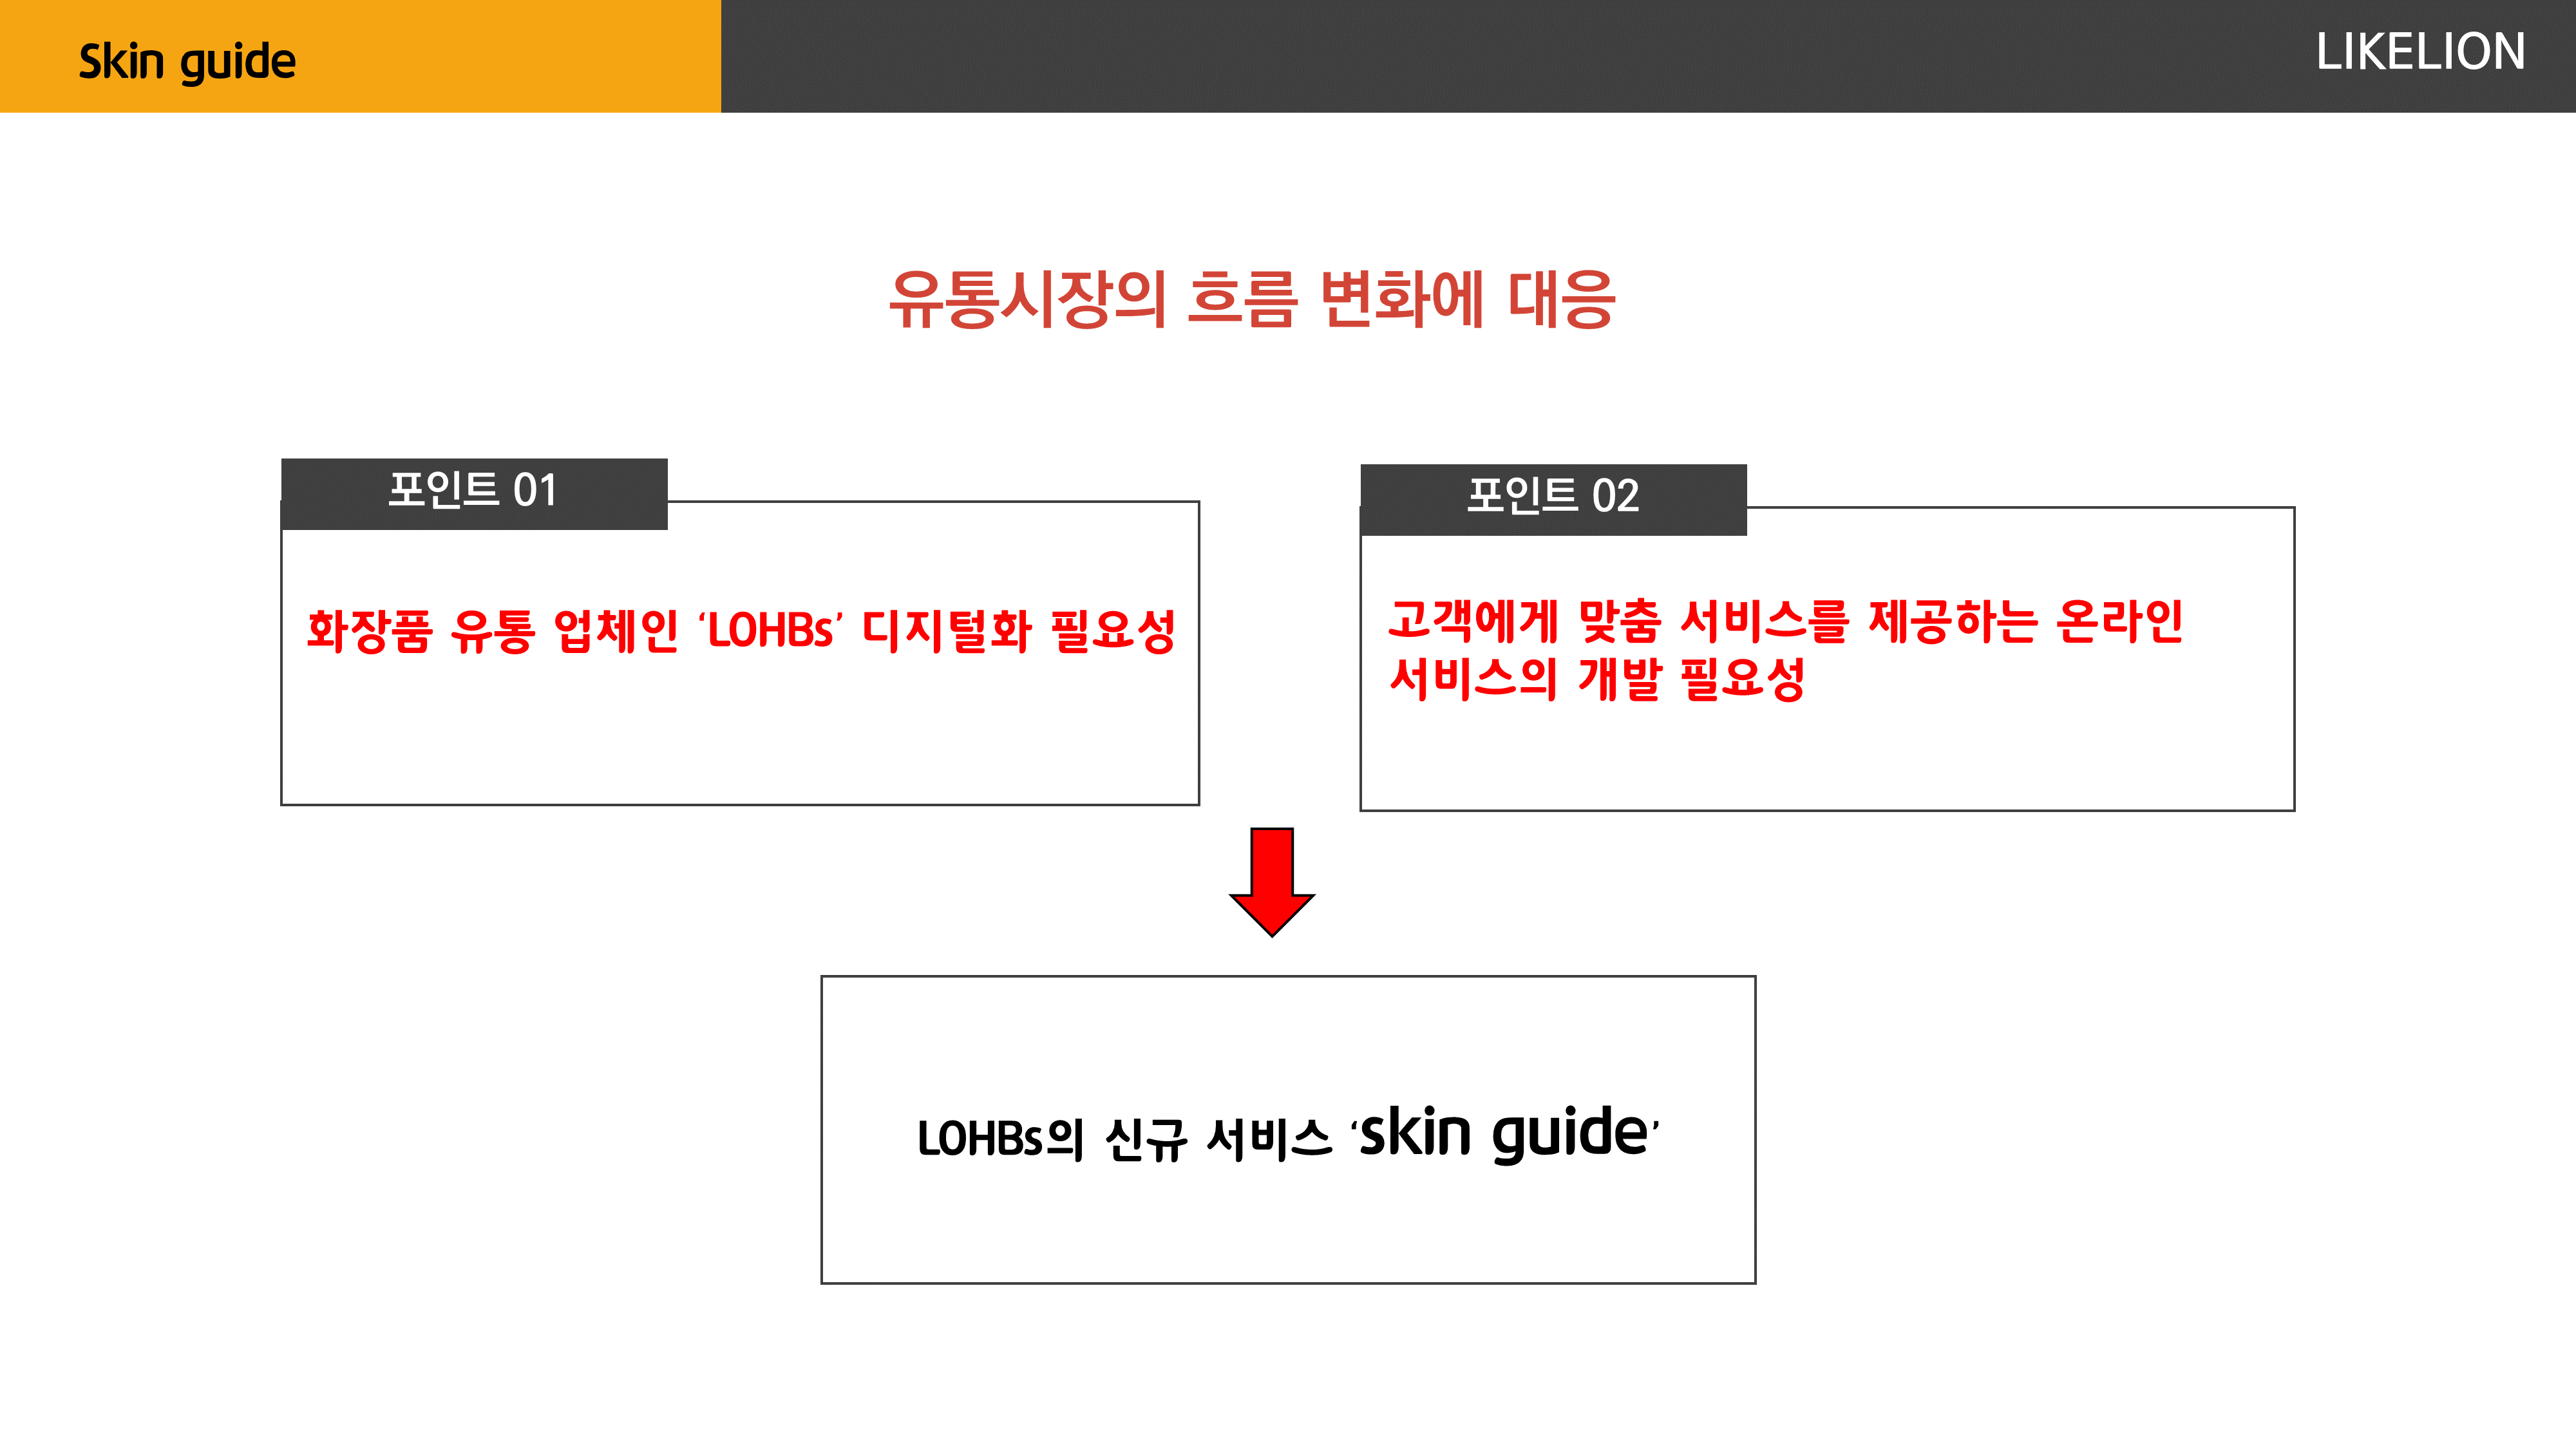 Skin guide
LIKELION
유통시장의 흐름 변화에 대응
포인트 01
화장품 유통 업체인 ‘LOHBs’ 디지털화 필요성
포인트 02
고객에게 맞춤 서비스를 제공하는 온라인
서비스의 개발 필요성
LOHBs의 신규 서비스 ‘skin guide’